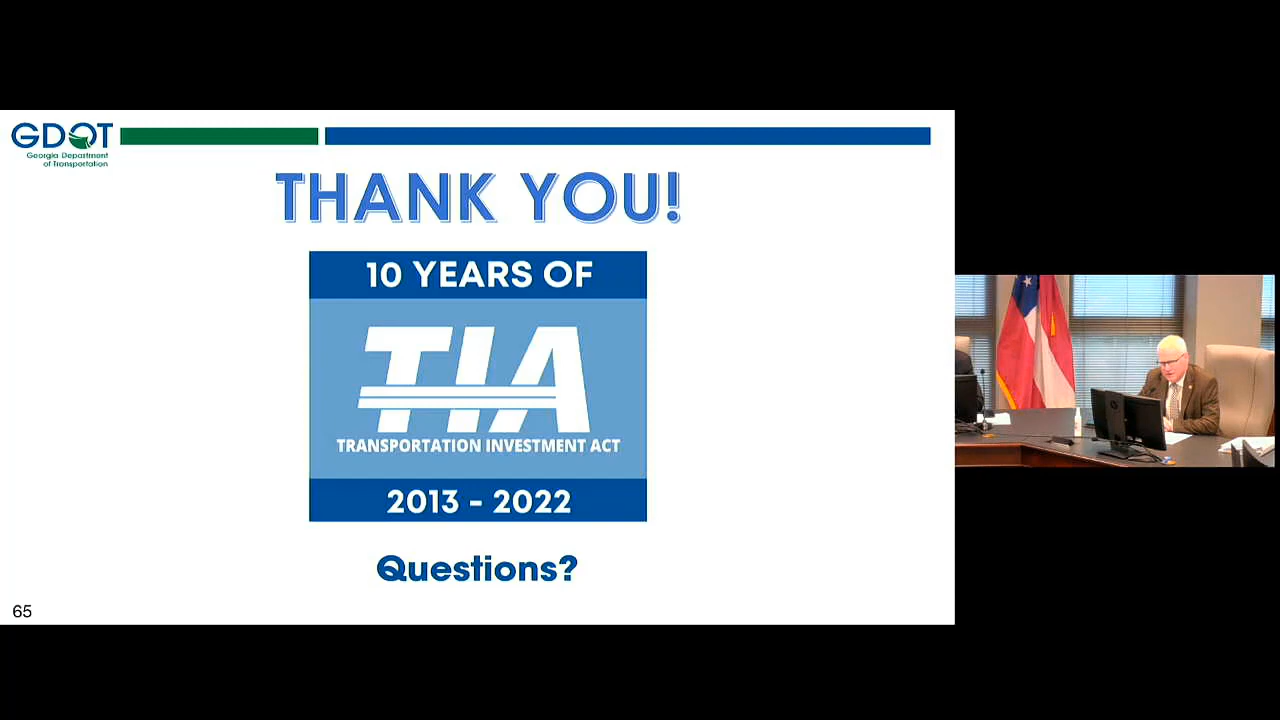 GDOT
Georgia Department
of Transportation
THANK YOU!
10 YEARS OF
TIA
TRANSPORTATION INVESTMENT ACT
2013 - 2022
Questions?
65